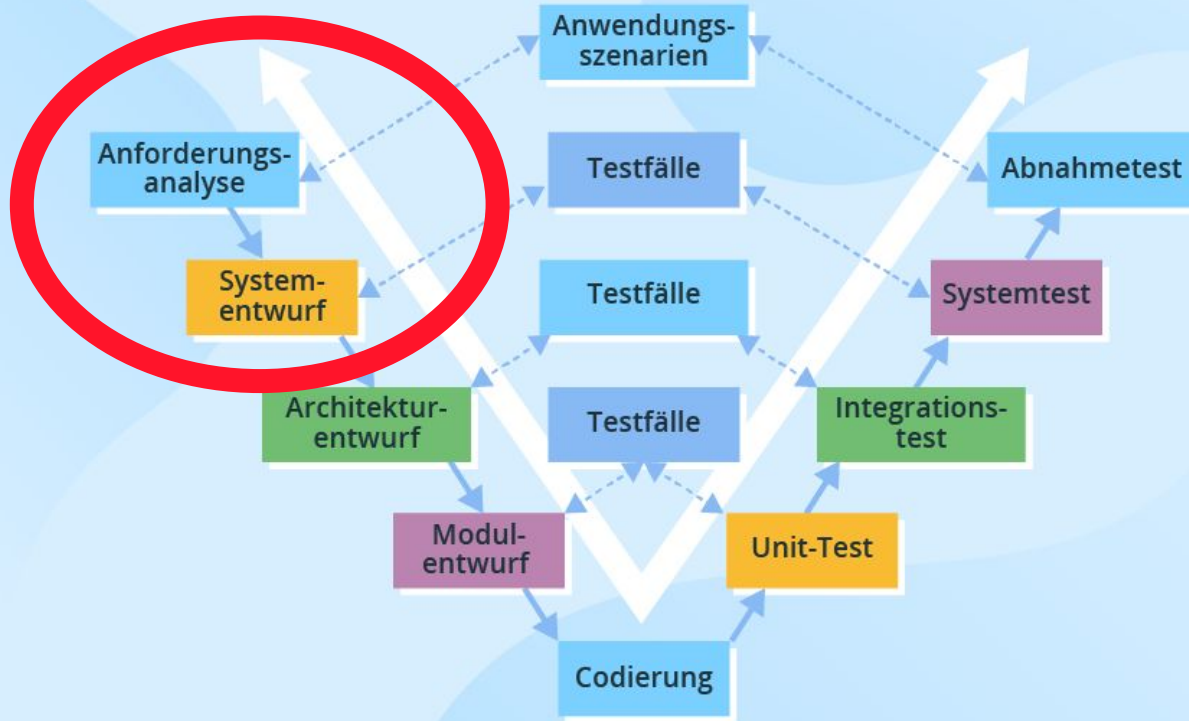 Anwendungs-
szenarien
Anforderungs-
analyse
Testfälle
Abnahmetest
System-
entwurf
Testfälle
Systemtest
Architektur-
entwurf
Testfälle
Integrations-
test
Modul-
entwurf
Unit-Test
Codierung